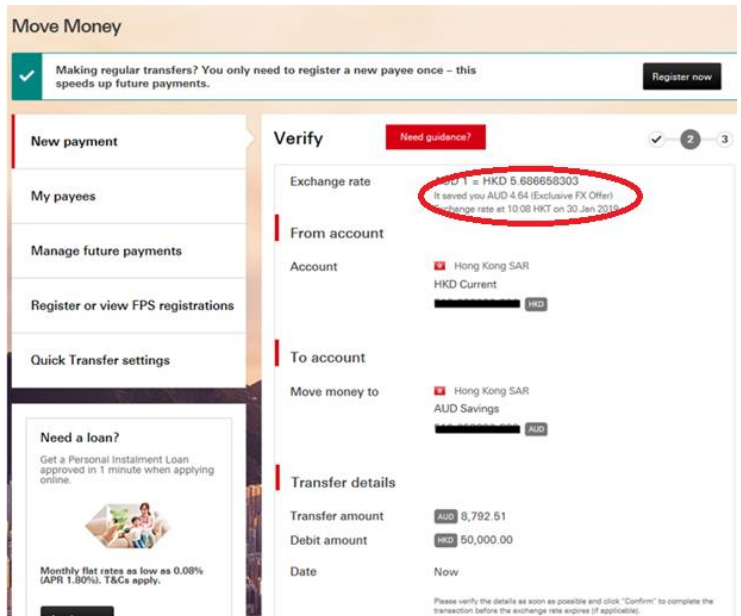 Move Money
Making regular transfers? You only need to register a new payee once – this
speeds up future payments.
Register now
New payment
My payees
Manage future payments
Register or view FPS registrations
Quick Transfer settings
Need a loan?
Get a Personal Instalment Loan
approved in 1 minute when applying
online.
Monthly flat rates as low as 0.08%
(APR 1.80%). T&Cs apply.
Verify
Need guidance?
2
3
Exchange rate
AUD 1 = HKD 5.686658303
It saved you AUD 4.64 (Exclusive FX Offer)
Exchange rate at 10:08 HKT on 30 Jan 2019
From account
Account
Hong Kong SAR
HKD Current
HKD
To account
Move money to
Hong Kong SAR
AUD Savings
AUD
Transfer details
Transfer amount
AUD 8,792.51
Debit amount
HKD 50,000.00
Date
Now
Please verify the details as soon as possible and click "Confirm" to complete the
transaction before the exchange rate expires (if applicable).